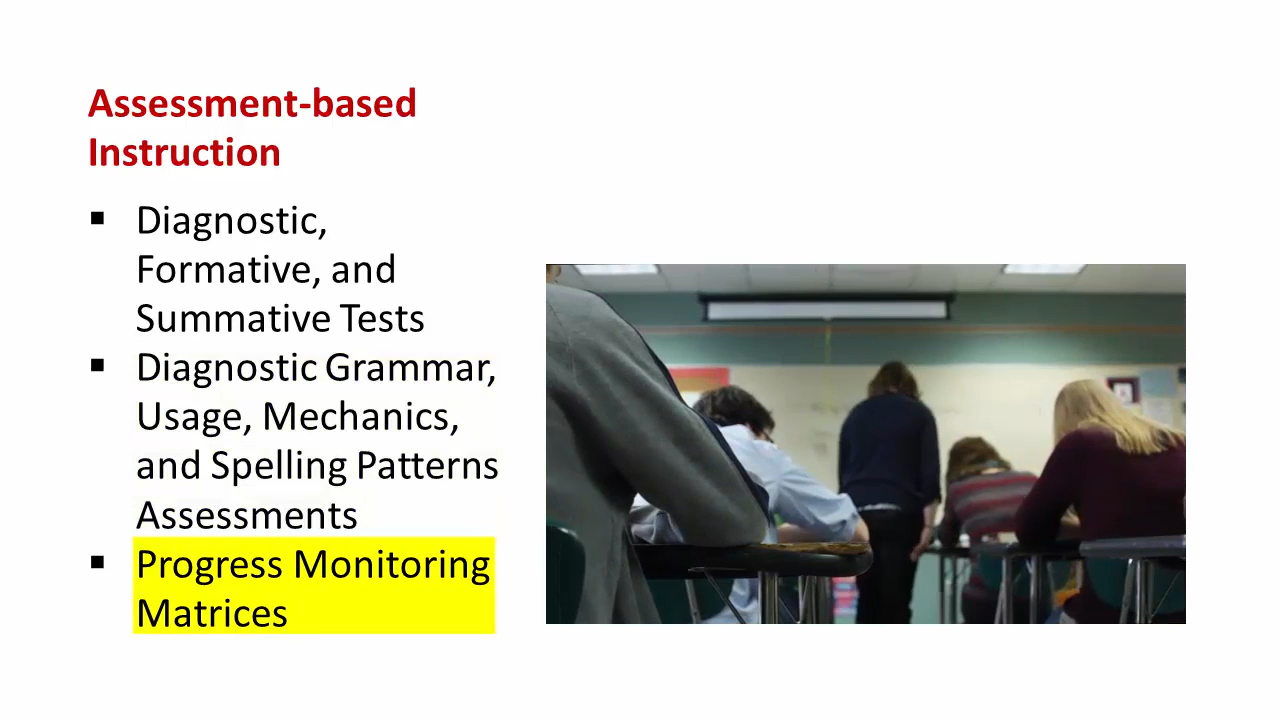 Assessment-based
Instruction
▪ Diagnostic,
Formative, and
Summative Tests
▪ Diagnostic Grammar,
Usage, Mechanics,
and Spelling Patterns
Assessments
▪ Progress Monitoring
Matrices